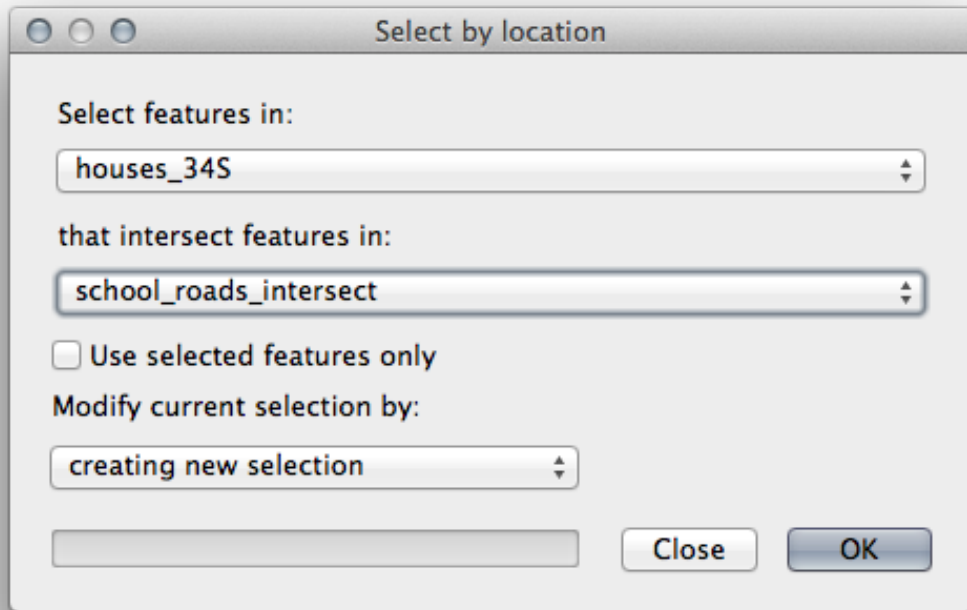 Select by location
Select features in:
houses_34S
that intersect features in:
school_roads_intersect
Use selected features only
Modify current selection by:
creating new selection
Close OK